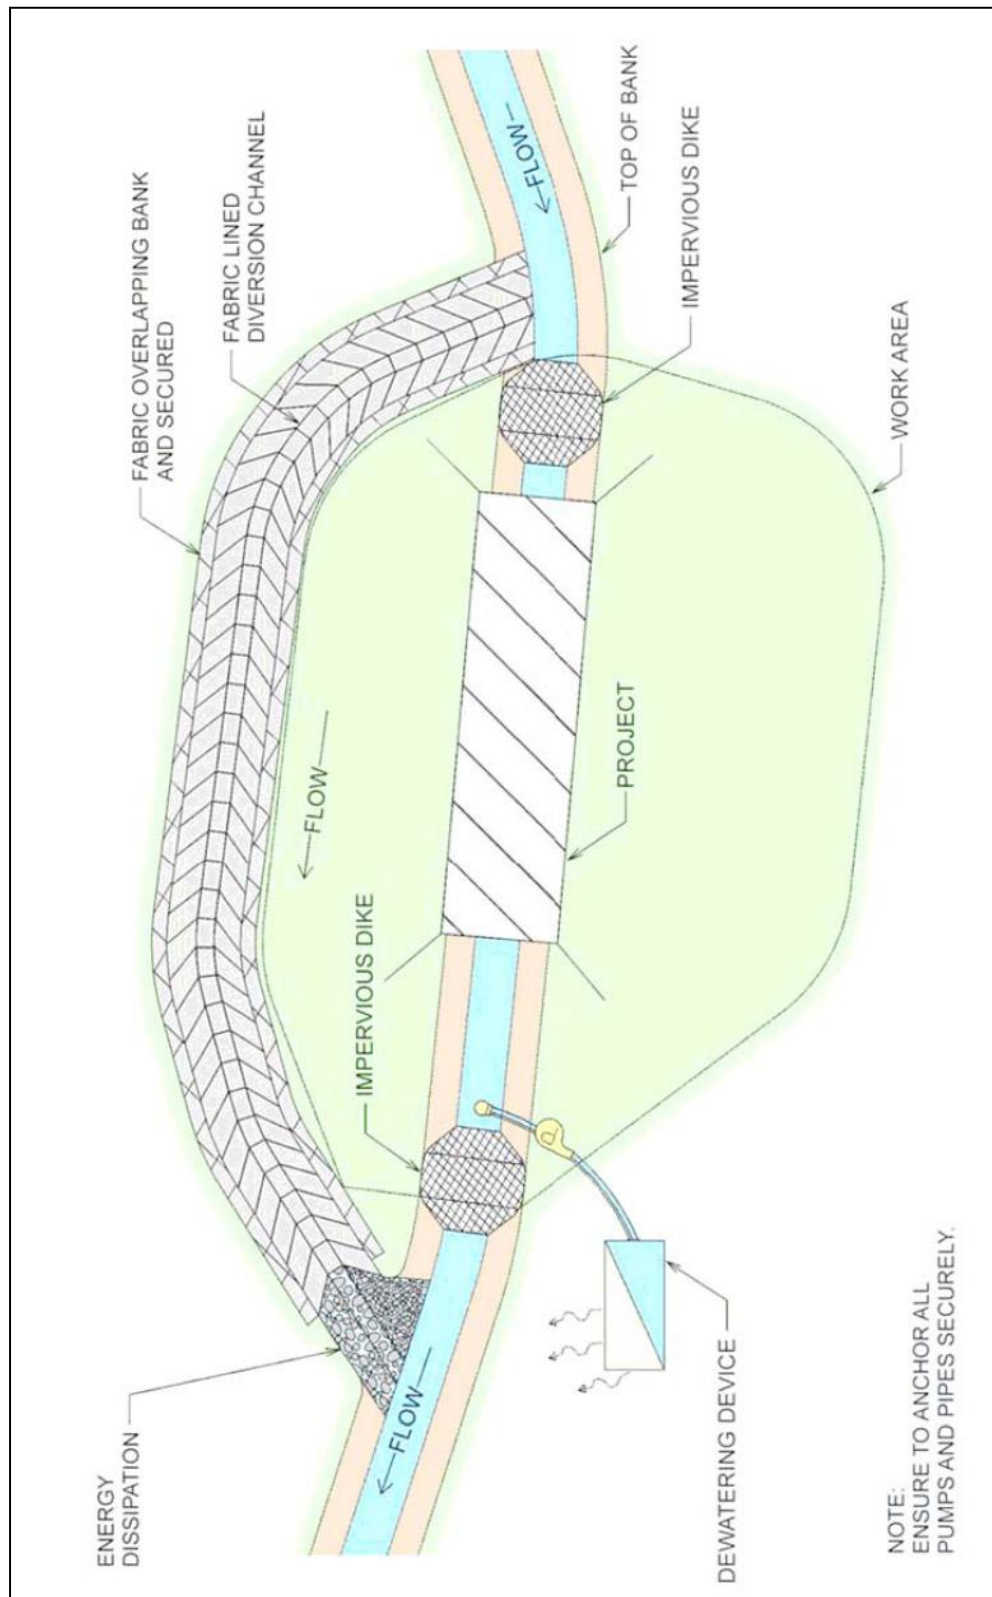 FABRIC OVERLAPPING BANK
AND SECURED
FABRIC LINED
DIVERSION CHANNEL
FLOW
TOP OF BANK
IMPERVIOUS DIKE
WORK AREA
FLOW
PROJECT
IMPERVIOUS DIKE
P
FLOW
ENERGY
DISSIPATION
DEWATERING DEVICE
NOTE:
ENSURE TO ANCHOR ALL
PUMPS AND PIPES SECURELY.